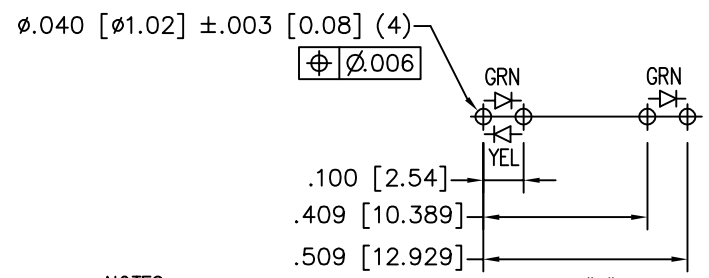 ø.040 [ø1.02] ±.003 [0.08] (4)
⌖ Ø.006
GRN GRN
YEL
.100 [2.54]
.409 [10.389]
.509 [12.929]